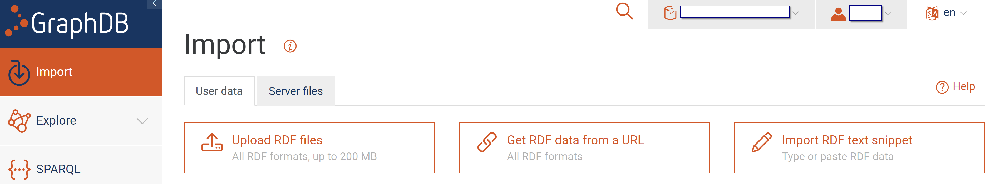 GraphDB
Import
Explore
SPARQL
en
Import
User data
Server files
Help
Upload RDF files
All RDF formats, up to 200 MB
Get RDF data from a URL
All RDF formats
Import RDF text snippet
Type or paste RDF data